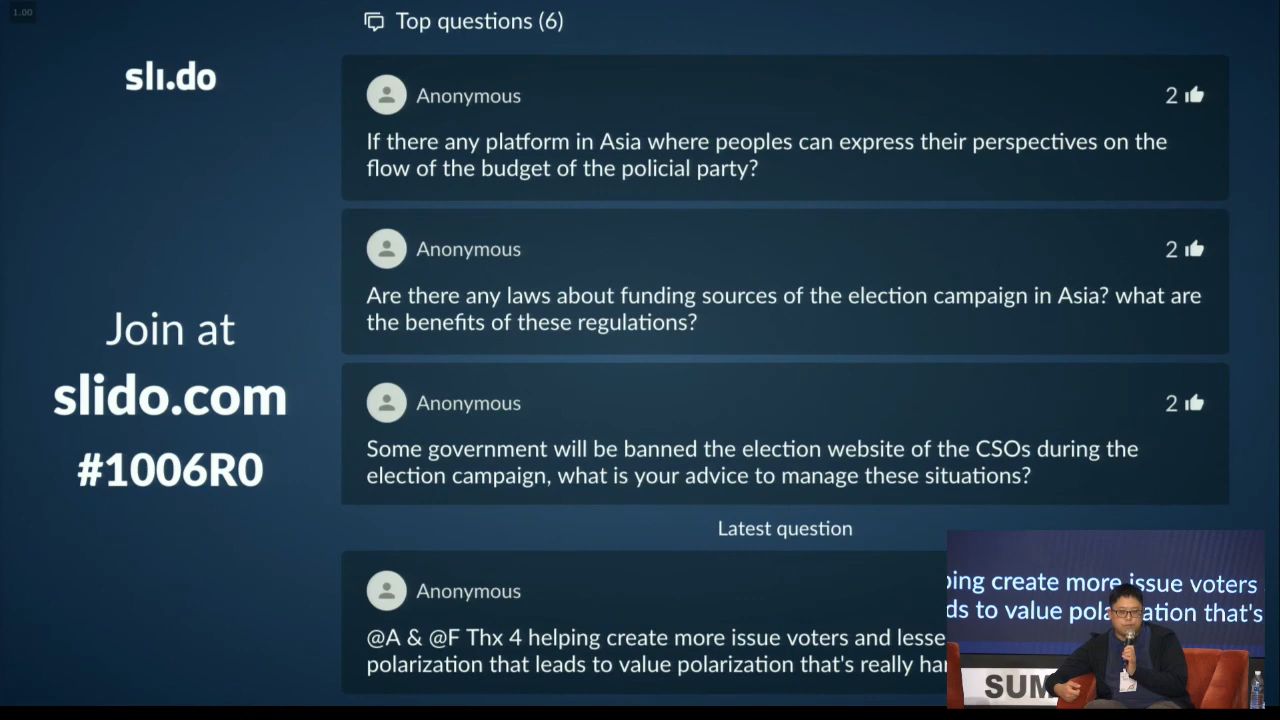 1.00
Top questions (6)
sli.do
Anonymous
2
If there any platform in Asia where peoples can express their perspectives on the
flow of the budget of the policial party?
Anonymous
2
Are there any laws about funding sources of the election campaign in Asia? what are
the benefits of these regulations?
Join at
slido.com
#1006R0
Anonymous
2
Some government will be banned the election website of the CSOs during the
election campaign, what is your advice to manage these situations?
Latest question
Anonymous
@A & @F Thx 4 helping create more issue voters and lesse
polarization that leads to value polarization that's really har
ping create more issue voters
ds to value polarization that's
SUM